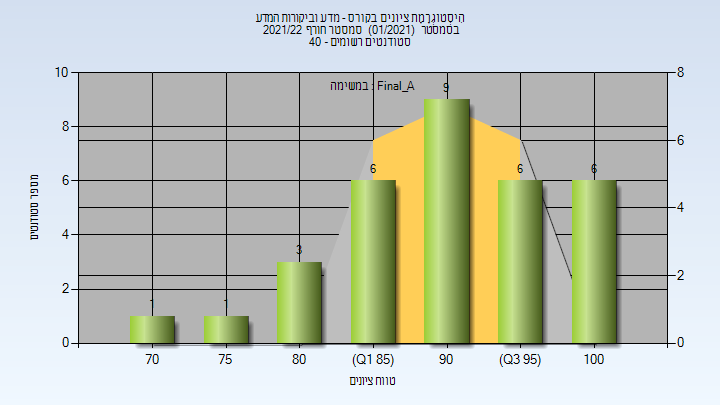 היסטוגרמת ציונים בקורס - מדע וביקורות המדע
בסמסטר (01/2021) סמסטר חורף 2021/22
סטודנטים רשומים - 40
במשימה : Final_A
10
8
6
4
2
0
8
6
4
2
0
מספר סטודנטים
1
1
3
6
9
6
6
70
75
80
(Q1 85)
90
(Q3 95)
100
טווח ציונים